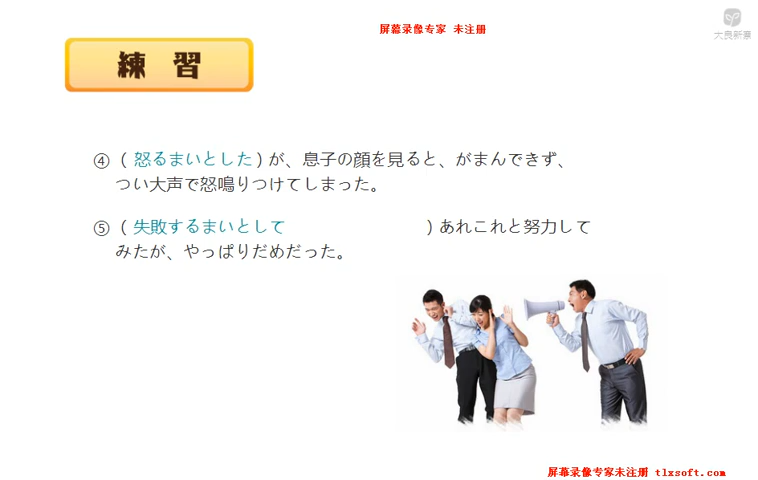 屏幕录像专家 未注册
太良新意
練習
④（怒るまいとした）が、息子の顔を見ると、がまんできず、
つい大声で怒鳴りつけてしまった。
⑤（失敗するまいとして）あれこれと努力して
みたが、やっぱりだめだった。
屏幕录像专家未注册 tlxsoft.com